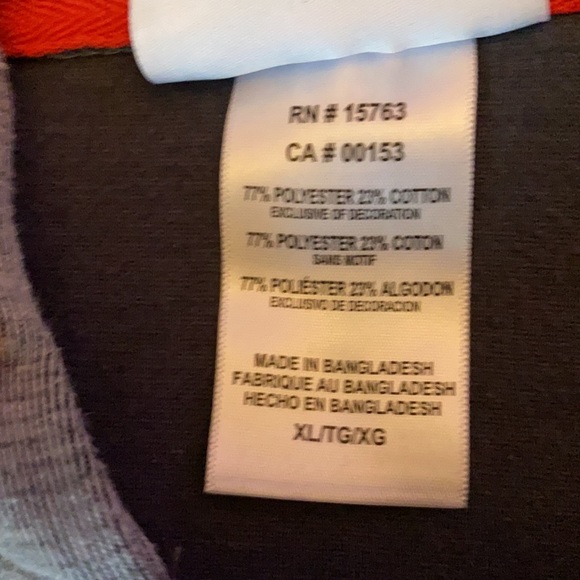 RN # 15763
CA # 00153
77% POLYESTER 23% COTTON
EXCLUSIVE OF DECORATION
77% POLYESTER 23% COTON
SANS MOTIF
77% POLIÉSTER 23% ALGODON
EXCLUSIVO DE DECORACION
MADE IN BANGLADESH
FABRIQUE AU BANGLADESH
HECHO EN BANGLADESH
XL/TG/XG